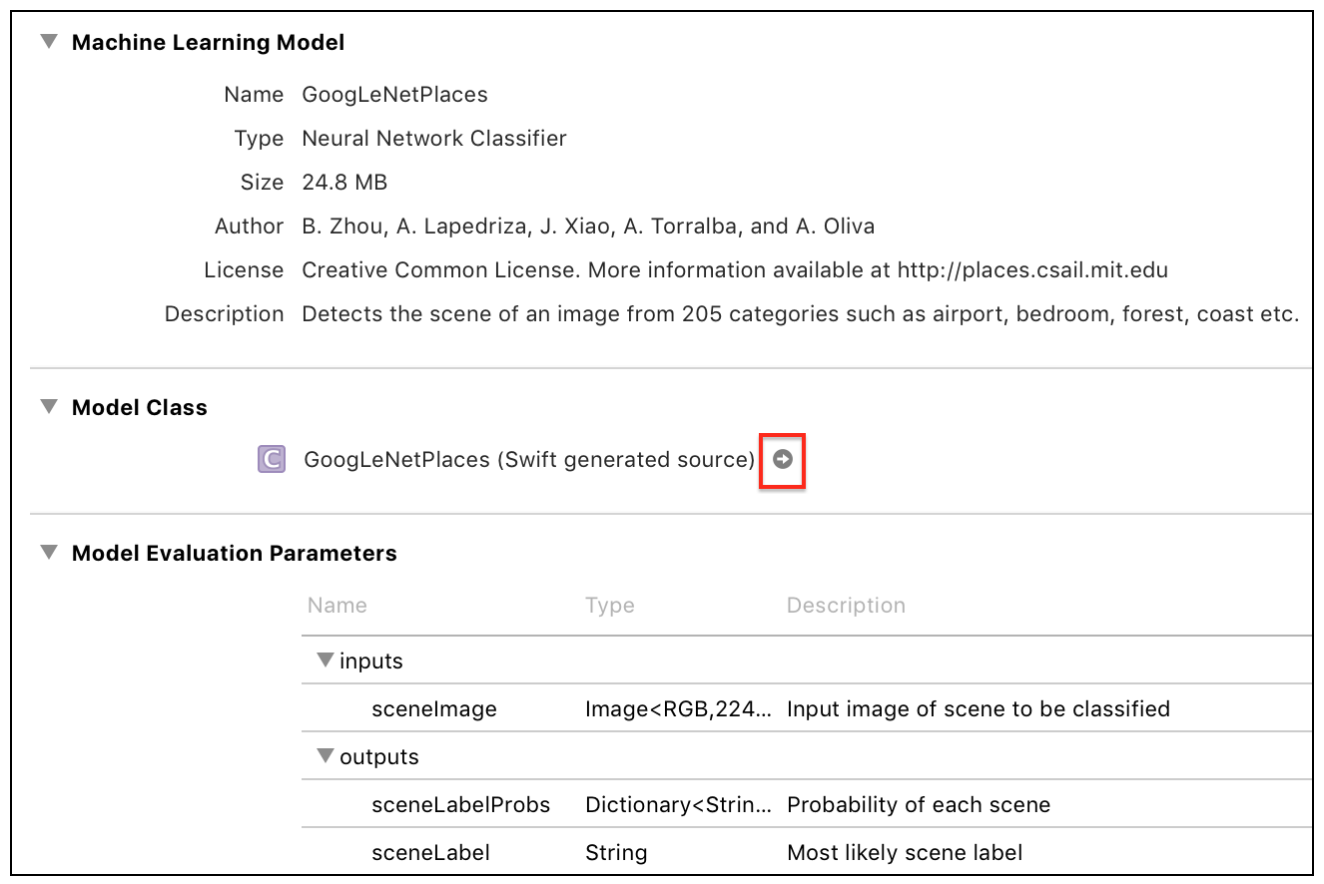 Machine Learning Model
Name GoogLeNetPlaces
Type Neural Network Classifier
Size 24.8 MB
Author B. Zhou, A. Lapedriza, J. Xiao, A. Torralba, and A. Oliva
License Creative Common License. More information available at http://places.csail.mit.edu
Description Detects the scene of an image from 205 categories such as airport, bedroom, forest, coast etc.
Model Class
C GoogLeNetPlaces (Swift generated source)
Model Evaluation Parameters
Name Type Description
inputs
sceneImage Image<RGB,224... Input image of scene to be classified
outputs
sceneLabelProbs Dictionary<Strin... Probability of each scene
sceneLabel String Most likely scene label